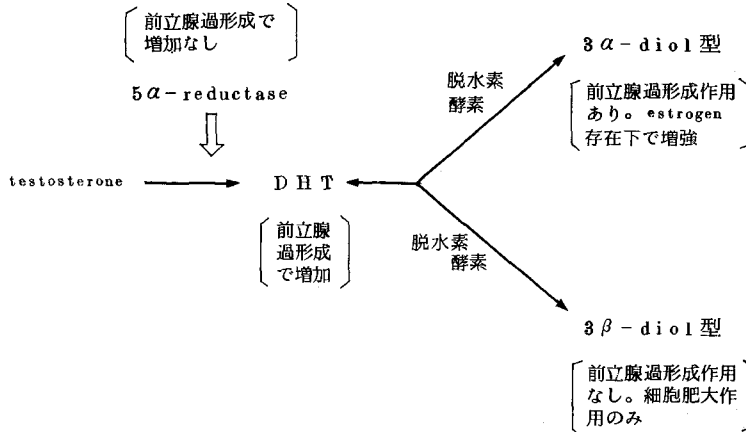 前立腺過形成で
増加なし
5α-reductase
testosterone
DHT
前立腺
過形成
で増加
脱水素
酵素
脱水素
酵素
3α-diol型
前立腺過形成作用
あり。estrogen
存在下で増強
3β-diol型
前立腺過形成作用
なし。細胞肥大作
用のみ